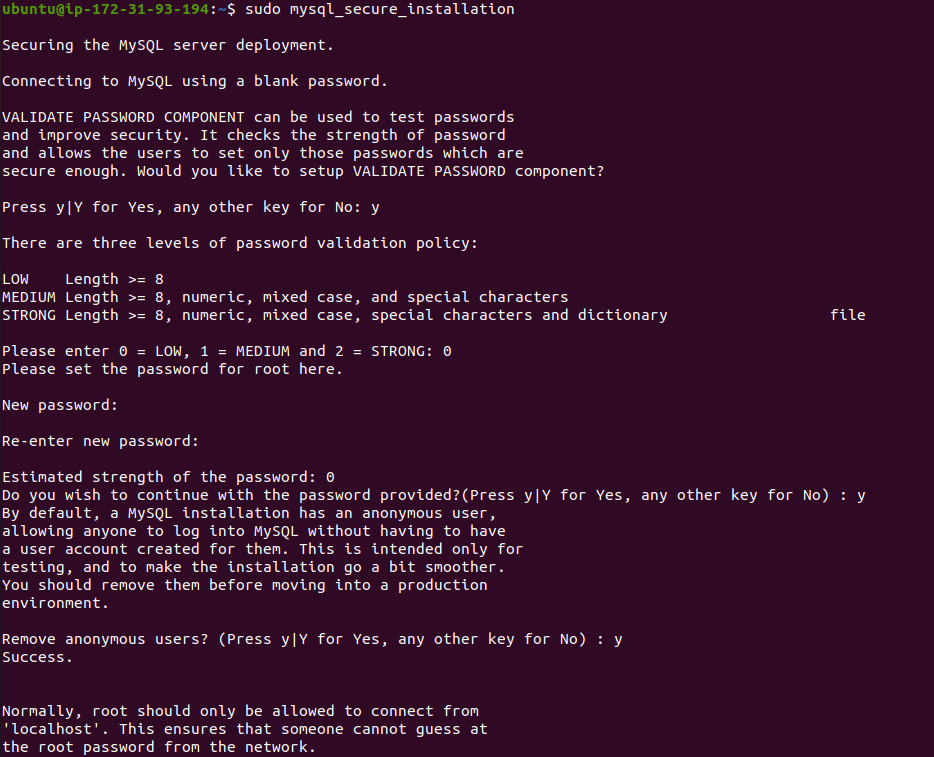 ubuntu@ip-172-31-93-194:~$ sudo mysql_secure_installation
Securing the MySQL server deployment.
Connecting to MySQL using a blank password.
VALIDATE PASSWORD COMPONENT can be used to test passwords
and improve security. It checks the strength of password
and allows the users to set only those passwords which are
secure enough. Would you like to setup VALIDATE PASSWORD component?
Press y|Y for Yes, any other key for No: y
There are three levels of password validation policy:
LOW    Length >= 8
MEDIUM Length >= 8, numeric, mixed case, and special characters
STRONG Length >= 8, numeric, mixed case, special characters and dictionary                  file
Please enter 0 = LOW, 1 = MEDIUM and 2 = STRONG: 0
Please set the password for root here.
New password:
Re-enter new password:
Estimated strength of the password: 0
Do you wish to continue with the password provided?(Press y|Y for Yes, any other key for No) : y
By default, a MySQL installation has an anonymous user,
allowing anyone to log into MySQL without having to have
a user account created for them. This is intended only for
testing, and to make the installation go a bit smoother.
You should remove them before moving into a production
environment.
Remove anonymous users? (Press y|Y for Yes, any other key for No) : y
Success.
Normally, root should only be allowed to connect from
'localhost'. This ensures that someone cannot guess at
the root password from the network.